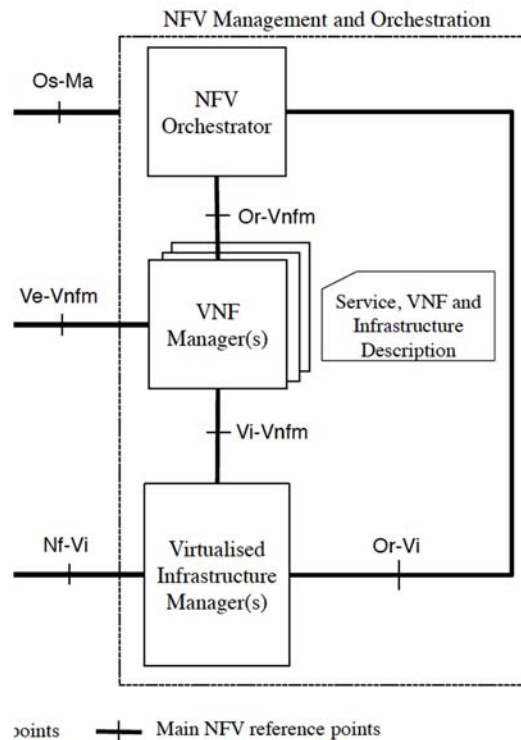 NFV Management and Orchestration
Os-Ma
NFV
Orchestrator
Or-Vnfm
Ve-Vnfm
VNF
Manager(s)
Service, VNF and
Infrastructure
Description
Vi-Vnfm
Nf-Vi
Virtualised
Infrastructure
Manager(s)
Or-Vi
points
Main NFV reference points